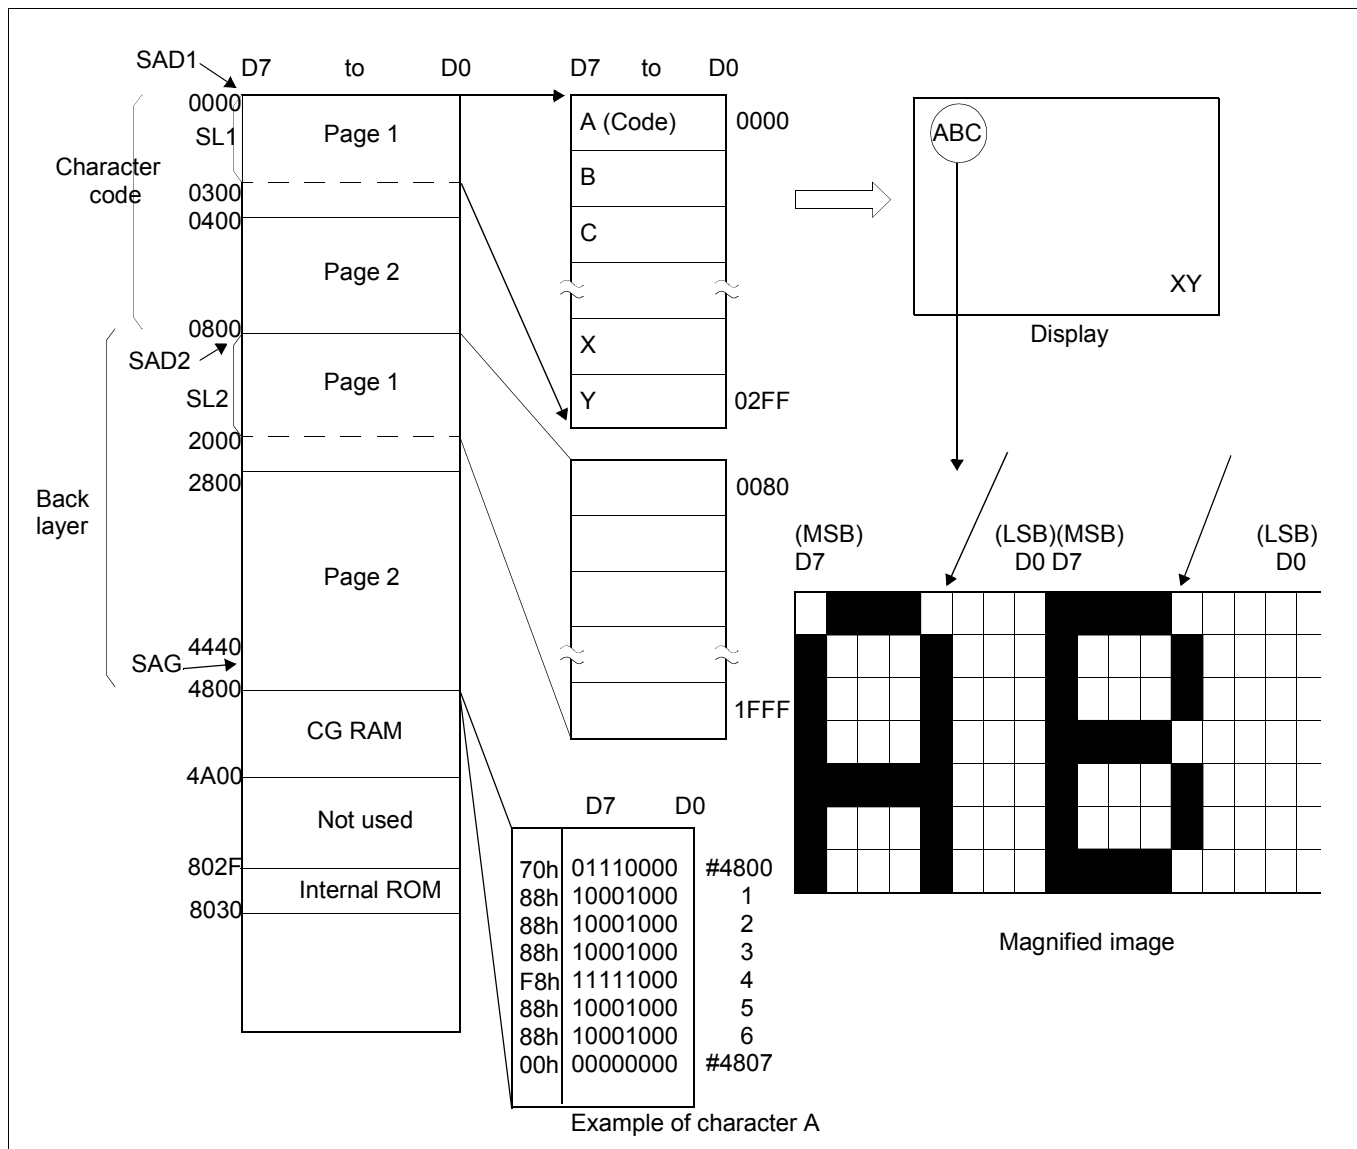 SAD1
D7 to D0
0000
SL1
Page 1
Character
code
0300
0400
Page 2
0800
SAD2
Page 1
SL2
2000
2800
Back
layer
Page 2
4440
SAG
4800
CG RAM
4A00
Not used
802F
Internal ROM
8030
D7 to D0
A (Code)
0000
B
C
X
Y
02FF
0080
1FFF
ABC
XY
Display
(MSB)
D7
(LSB)(MSB)
D0 D7
(LSB)
D0
Magnified image
D7 D0
70h 01110000 #4800
88h 10001000 1
88h 10001000 2
88h 10001000 3
F8h 11111000 4
88h 10001000 5
88h 10001000 6
00h 00000000 #4807
Example of character A